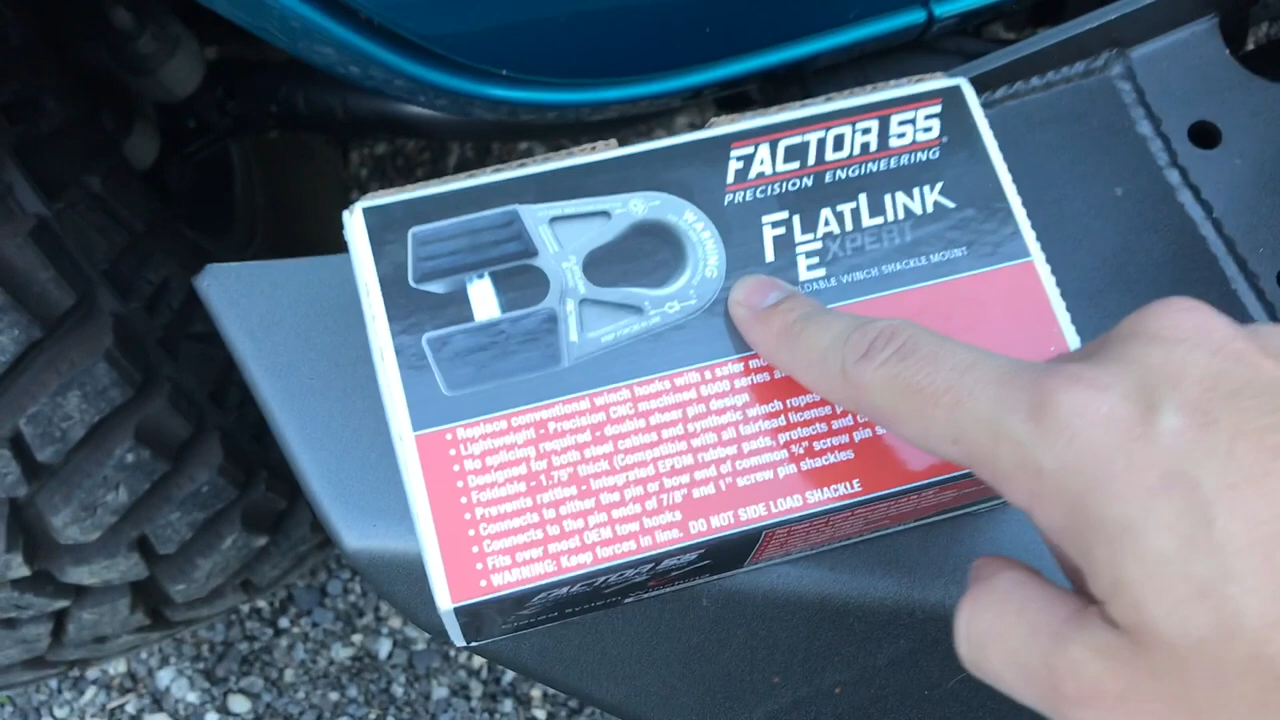 FACTOR 55
PRECISION ENGINEERING
FLATLINK
EXPERT
LDABLE WINCH SHACKLE MOUNT
WARNING
• Replace conventional winch hooks with a safer mo
• Lightweight - Precision CNC machined 6000 series a
• No splicing required - double shear pin design
• Designed for both steel cables and synthetic winch ropes
• Foldable - 1.75" thick (Compatible with all fairlead license p
• Prevents rattles - Integrated EPDM rubber pads, protects and c
• Connects to either the pin or bow end of common ¾" screw pin s
• Connects to the pin ends of 7/8" and 1" screw pin shackles
• Fits over most OEM tow hooks
• WARNING: Keep forces in line. DO NOT SIDE LOAD SHACKLE
FACTOR 55